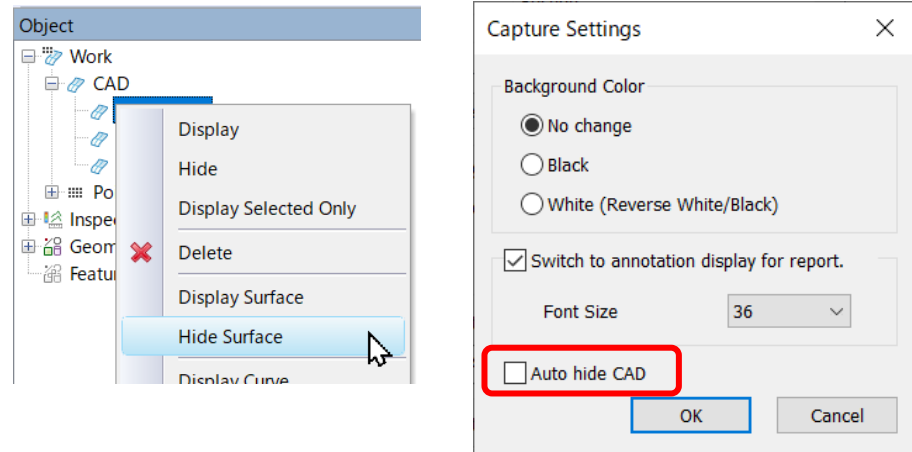 Object
Work
CAD
Display
Hide
Po
Display Selected Only
Inspe
Geom
Delete
Featu
Display Surface
Hide Surface
Display Curve
Capture Settings
Background Color
No change
Black
White (Reverse White/Black)
Switch to annotation display for report.
Font Size
36
Auto hide CAD
OK
Cancel